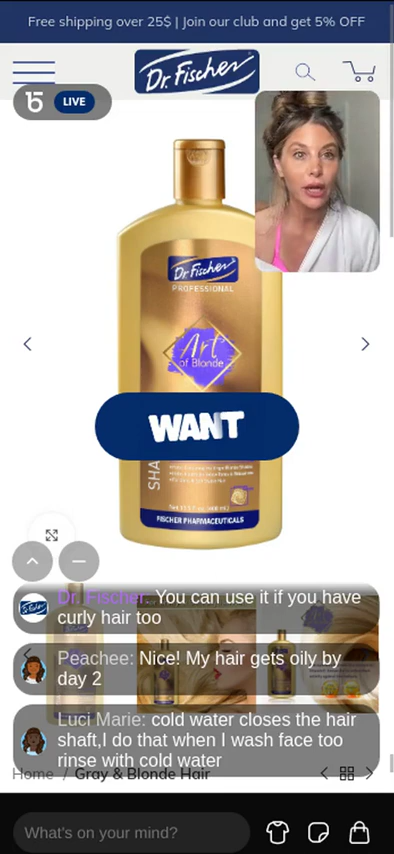 Free shipping over 25$ | Join our club and get 5% OFF
Dr. Fischer
LIVE
Dr. Fischer
PROFESSIONAL
Art
of Blonde
WANT
SHA
FISCHER PHARMACEUTICALS
Dr. Fischer: You can use it if you have
curly hair too
Peachee: Nice! My hair gets oily by
day 2
Luci Marie: cold water closes the hair
shaft,I do that when I wash face too
rinse with cold water
Home / Gray & Blonde Hair
What's on your mind?